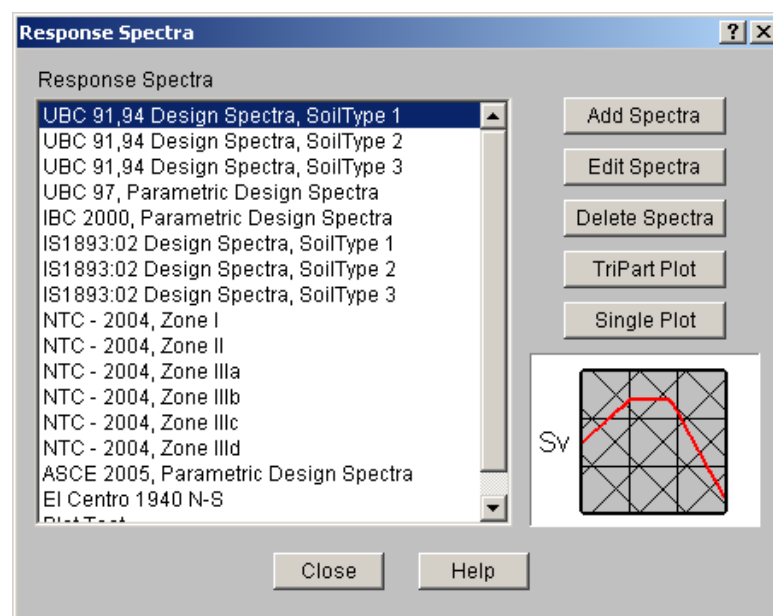 Response Spectra
Response Spectra
UBC 91,94 Design Spectra, SoilType 1
UBC 91,94 Design Spectra, SoilType 2
UBC 91,94 Design Spectra, SoilType 3
UBC 97, Parametric Design Spectra
IBC 2000, Parametric Design Spectra
IS1893:02 Design Spectra, SoilType 1
IS1893:02 Design Spectra, SoilType 2
IS1893:02 Design Spectra, SoilType 3
NTC - 2004, Zone I
NTC - 2004, Zone II
NTC - 2004, Zone IIIa
NTC - 2004, Zone IIIb
NTC - 2004, Zone IIIc
NTC - 2004, Zone IIId
ASCE 2005, Parametric Design Spectra
El Centro 1940 N-S
Add Spectra
Edit Spectra
Delete Spectra
TriPart Plot
Single Plot
Sv
Close
Help